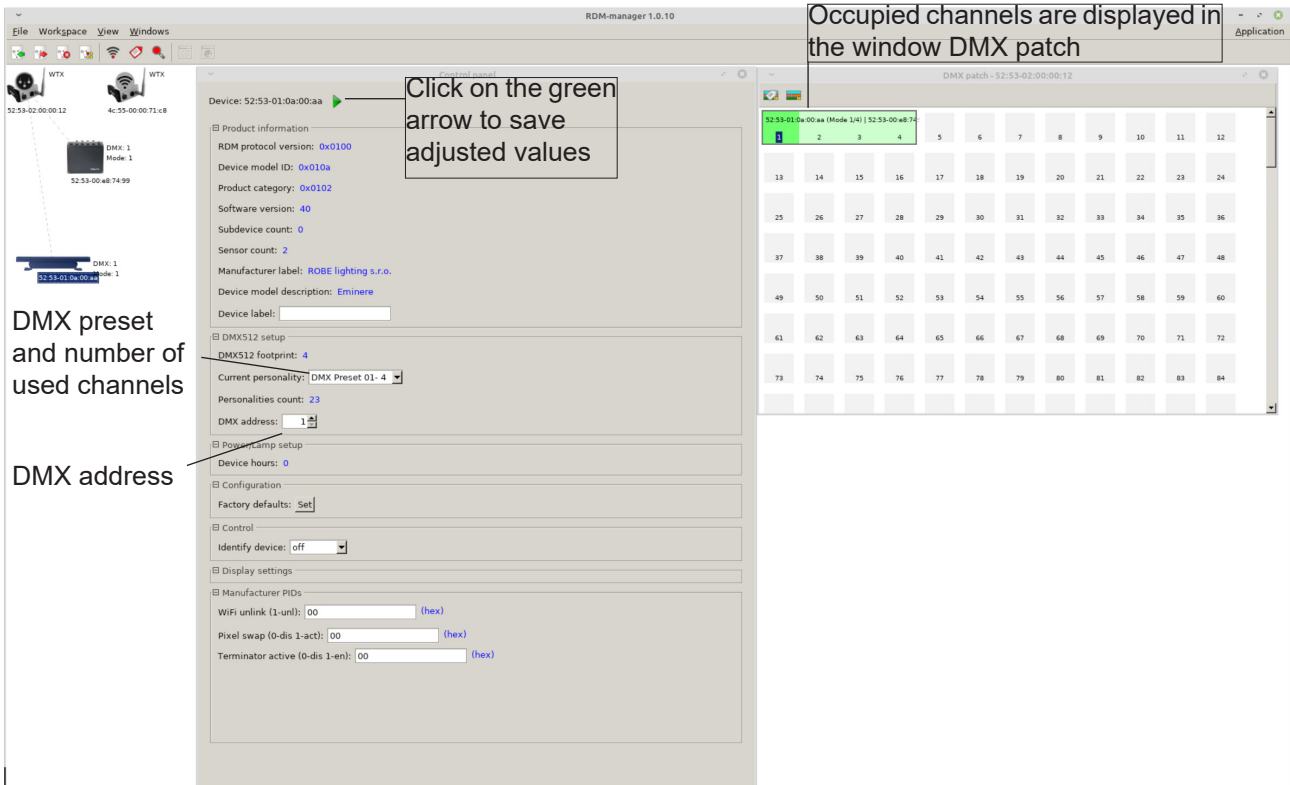 RDM-manager 1.0.10
File Workspace View Windows
Application
Occupied channels are displayed in
the window DMX patch
WTX
52:53-02:00:00:12
WTX
4c:55-00:00:71:c8
DMX: 1
Mode: 1
52:53-00:e8:74:99
DMX: 1
Mode: 1
52:53-01:0a:00:aa
DMX preset
and number of
used channels
DMX address
Control panel
Device: 52:53-01:0a:00:aa
Click on the green
arrow to save
adjusted values
Product information
RDM protocol version: 0x0100
Device model ID: 0x010a
Product category: 0x0102
Software version: 40
Subdevice count: 0
Sensor count: 2
Manufacturer label: ROBE lighting s.r.o.
Device model description: Eminere
Device label:
DMX512 setup
DMX512 footprint: 4
Current personality: DMX Preset 01- 4
Personalities count: 23
DMX address: 1
Power/Lamp setup
Device hours: 0
Configuration
Factory defaults: Set
Control
Identify device: off
Display settings
Manufacturer PIDs
WiFi unlink (1-unl): 00 (hex)
Pixel swap (0-dis 1-act): 00 (hex)
Terminator active (0-dis 1-en): 00 (hex)
DMX patch - 52:53-02:00:00:12
52:53-01:0a:00:aa (Mode 1/4) | 52:53-00:e8:74:
1 2 3 4 5 6 7 8 9 10 11 12
13 14 15 16 17 18 19 20 21 22 23 24
25 26 27 28 29 30 31 32 33 34 35 36
37 38 39 40 41 42 43 44 45 46 47 48
49 50 51 52 53 54 55 56 57 58 59 60
61 62 63 64 65 66 67 68 69 70 71 72
73 74 75 76 77 78 79 80 81 82 83 84